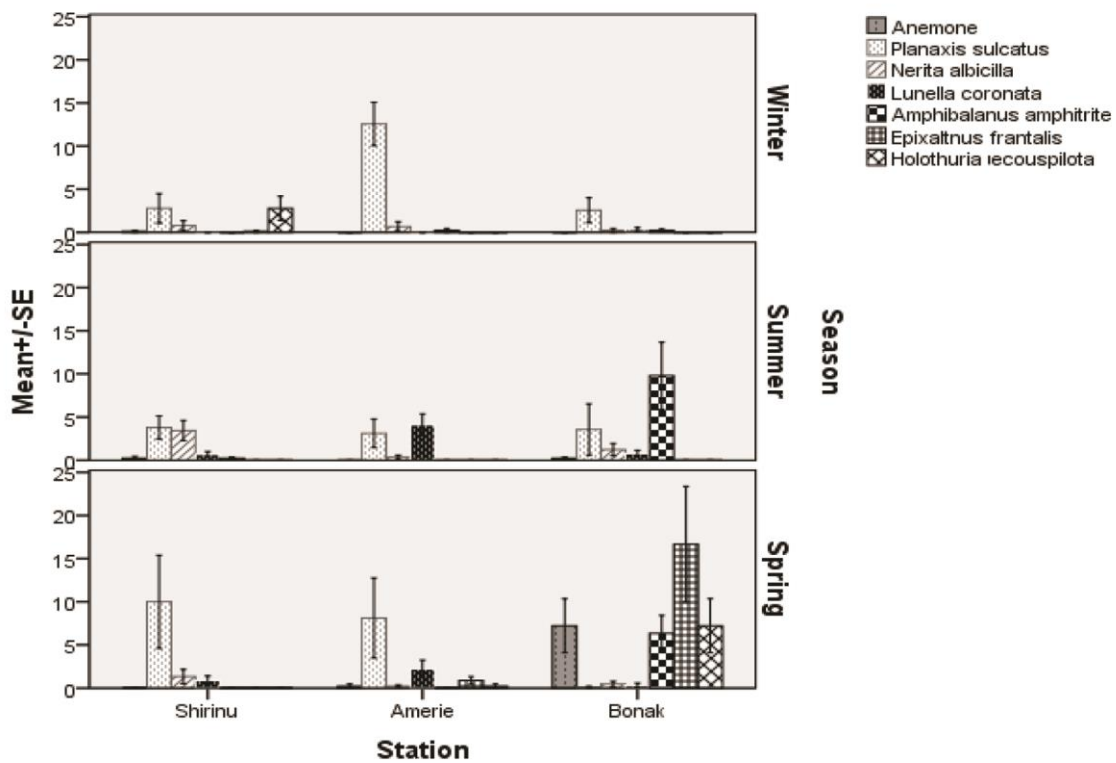 Anemone
Planaxis sulcatus
Nerita albicilla
Lunella coronata
Amphibalanus amphitrite
Epixaltnus frantalis
Holothuria lecouspilota
25
20
15
10
5
0
Winter
25
20
15
10
5
0
Summer
25
20
15
10
5
0
Spring
Mean+/-SE
Season
Shirinu
Amerie
Bonak
Station